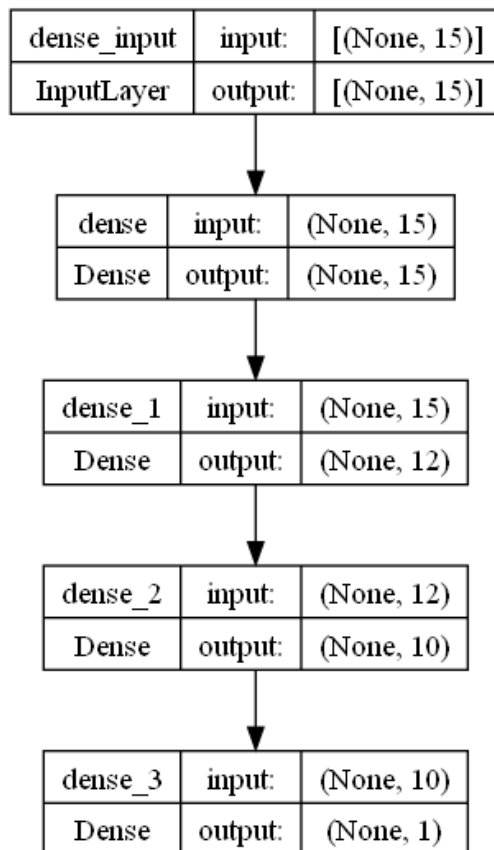 dense_input input: [(None, 15)]
InputLayer output: [(None, 15)]
dense input: (None, 15)
Dense output: (None, 15)
dense_1 input: (None, 15)
Dense output: (None, 12)
dense_2 input: (None, 12)
Dense output: (None, 10)
dense_3 input: (None, 10)
Dense output: (None, 1)